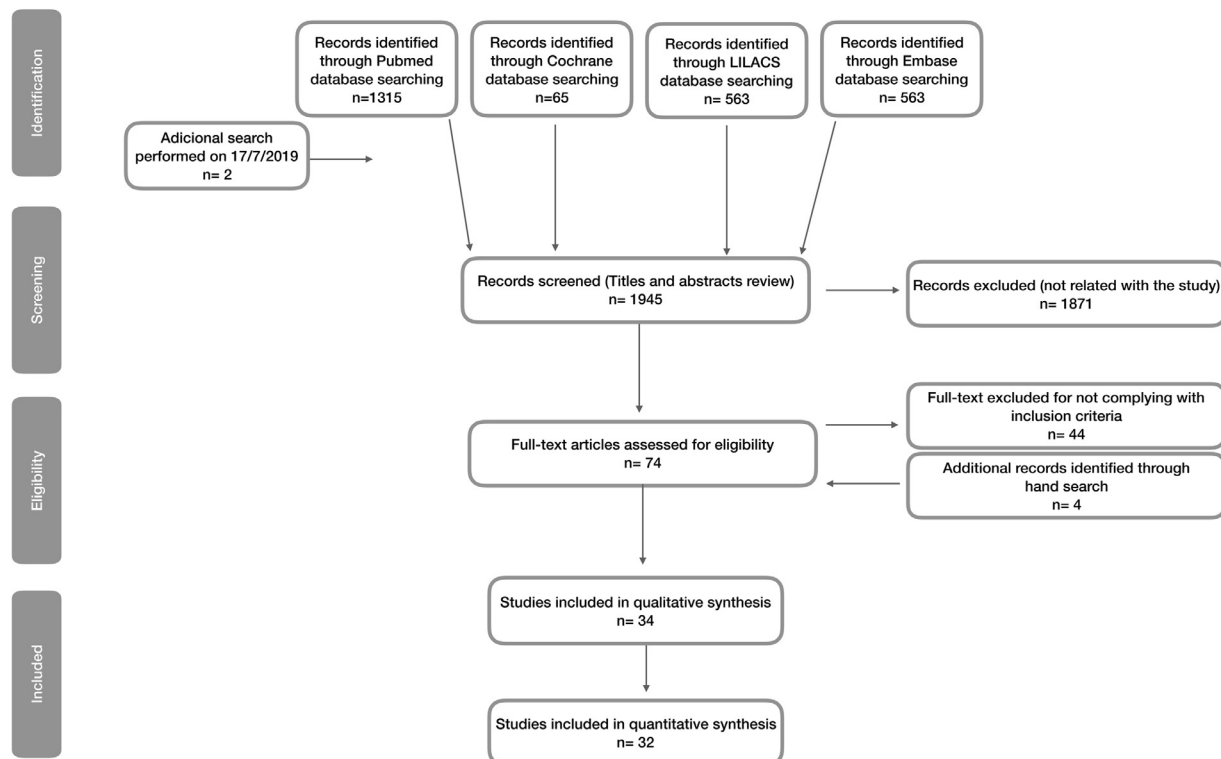 Identification
Records identified
through Pubmed
database searching
n=1315
Records identified
through Cochrane
database searching
n=65
Records identified
through LILACS
database searching
n= 563
Records identified
through Embase
database searching
n= 563
Adicional search
performed on 17/7/2019
n= 2
Screening
Records screened (Titles and abstracts review)
n= 1945
Records excluded (not related with the study)
n= 1871
Eligibility
Full-text articles assessed for eligibility
n= 74
Full-text excluded for not complying with
inclusion criteria
n= 44
Additional records identified through
hand search
n= 4
Included
Studies included in qualitative synthesis
n= 34
Studies included in quantitative synthesis
n= 32